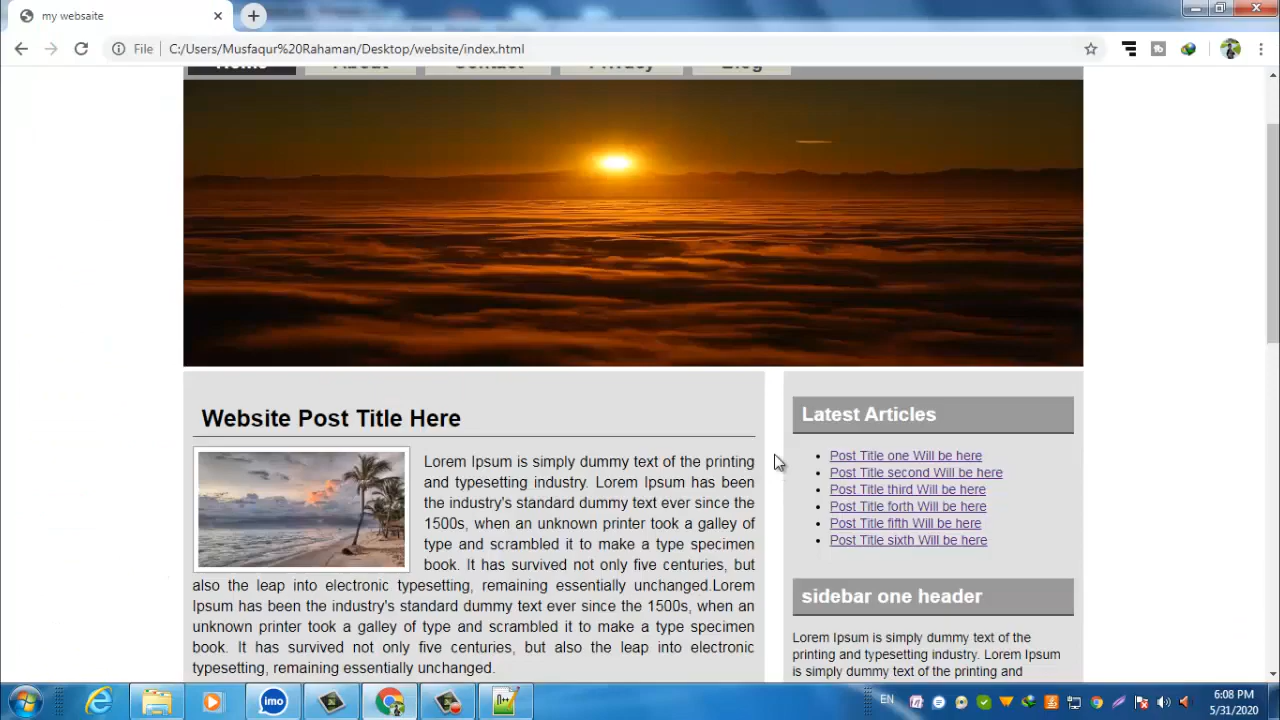 my websaite
File
C:/Users/Musfaqur%20Rahaman/Desktop/website/index.html
Home About Contact Privacy Blog
Website Post Title Here
Lorem Ipsum is simply dummy text of the printing
and typesetting industry. Lorem Ipsum has been
the industry's standard dummy text ever since the
1500s, when an unknown printer took a galley of
type and scrambled it to make a type specimen
book. It has survived not only five centuries, but
also the leap into electronic typesetting, remaining essentially unchanged.Lorem
Ipsum has been the industry's standard dummy text ever since the 1500s, when an
unknown printer took a galley of type and scrambled it to make a type specimen
book. It has survived not only five centuries, but also the leap into electronic
typesetting, remaining essentially unchanged.
Latest Articles
Post Title one Will be here
Post Title second Will be here
Post Title third Will be here
Post Title forth Will be here
Post Title fifth Will be here
Post Title sixth Will be here
sidebar one header
Lorem Ipsum is simply dummy text of the
printing and typesetting industry. Lorem Ipsum
is simply dummy text of the printing and
imo
EN
6:08 PM
5/31/2020